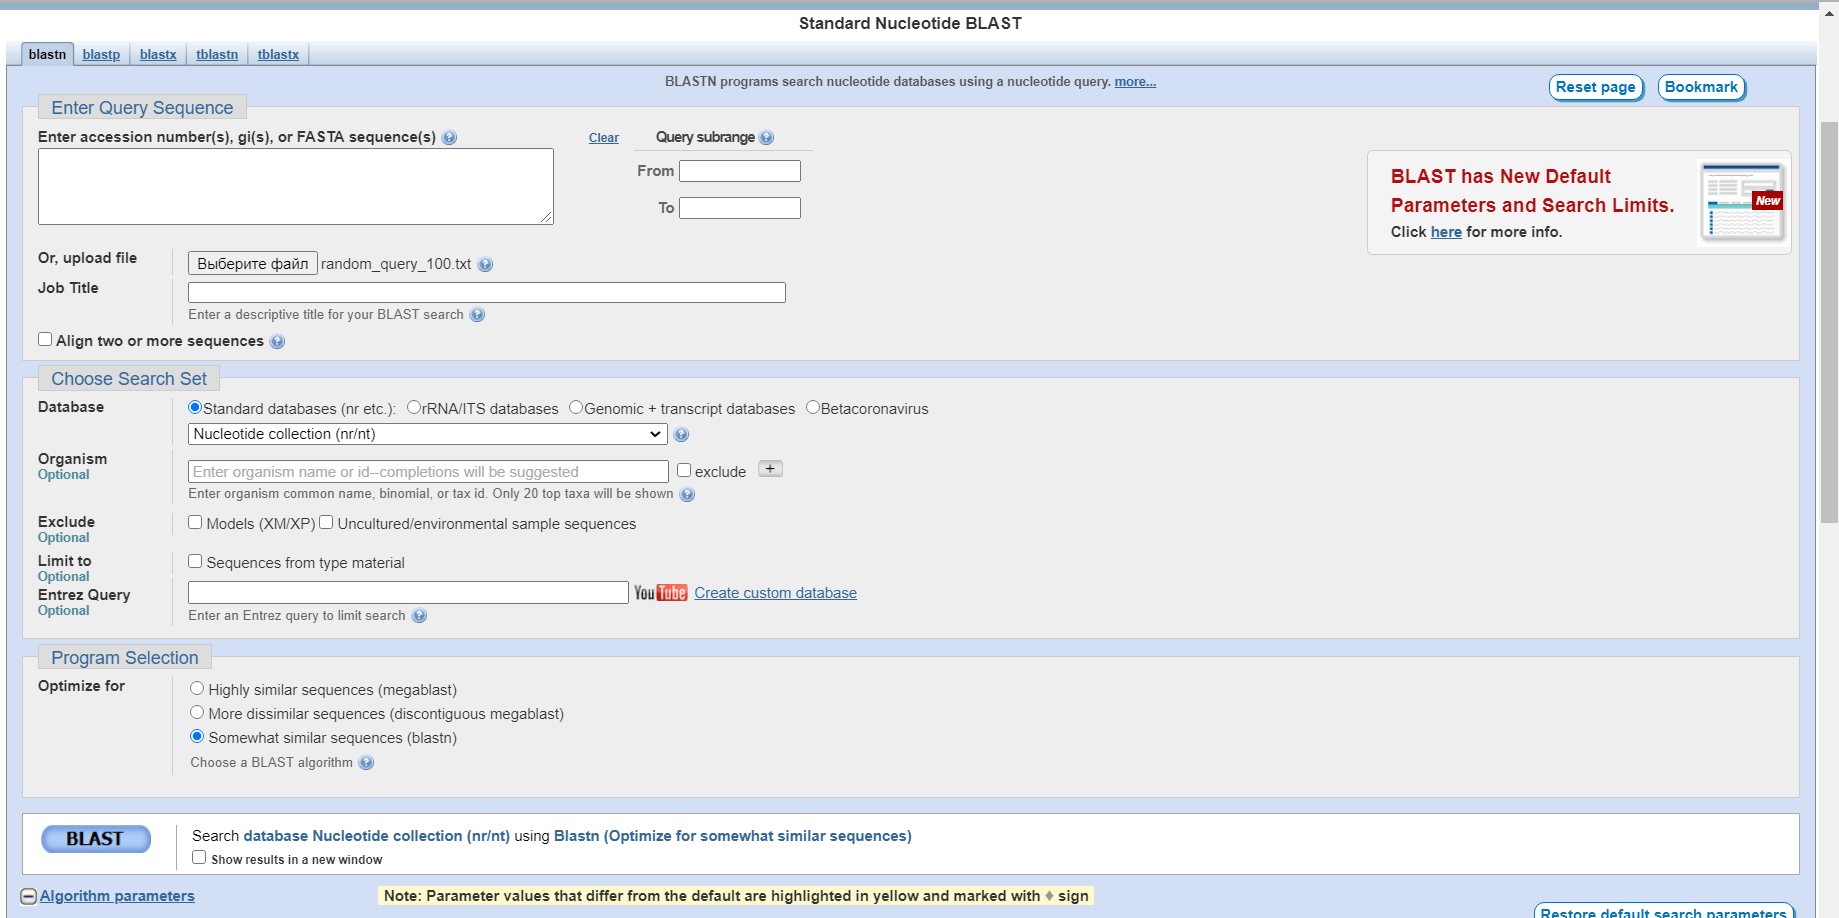 Standard Nucleotide BLAST
blastn blastp blastx tblastn tblastx
BLASTN programs search nucleotide databases using a nucleotide query. more...
Reset page Bookmark
Enter Query Sequence
Enter accession number(s), gi(s), or FASTA sequence(s) Clear Query subrange
From
To
BLAST has New Default
Parameters and Search Limits.
Click here for more info.
New
Or, upload file Выберите файл random_query_100.txt
Job Title
Enter a descriptive title for your BLAST search
Align two or more sequences
Choose Search Set
Database Standard databases (nr etc.): rRNA/ITS databases Genomic + transcript databases Betacoronavirus
Nucleotide collection (nr/nt)
Organism
Optional
Enter organism name or id--completions will be suggested exclude +
Enter organism common name, binomial, or tax id. Only 20 top taxa will be shown
Exclude
Optional
Models (XM/XP) Uncultured/environmental sample sequences
Limit to
Optional
Sequences from type material
Entrez Query
Optional
YouTube Create custom database
Enter an Entrez query to limit search
Program Selection
Optimize for
Highly similar sequences (megablast)
More dissimilar sequences (discontiguous megablast)
Somewhat similar sequences (blastn)
Choose a BLAST algorithm
BLAST
Search database Nucleotide collection (nr/nt) using Blastn (Optimize for somewhat similar sequences)
Show results in a new window
Algorithm parameters Note: Parameter values that differ from the default are highlighted in yellow and marked with ♦ sign
Restore default search parameters